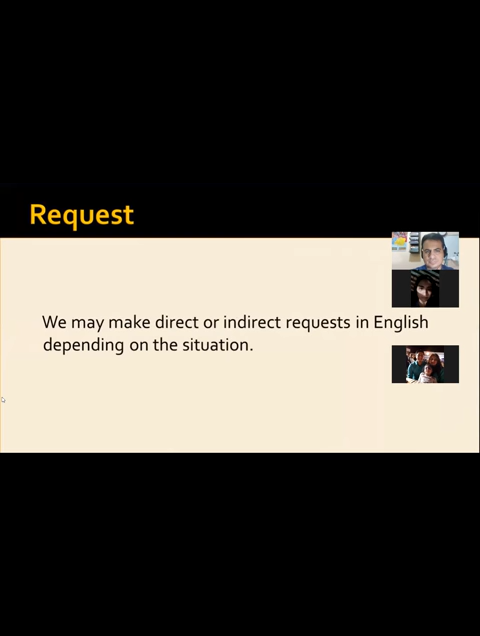 Request
We may make direct or indirect requests in English
depending on the situation.